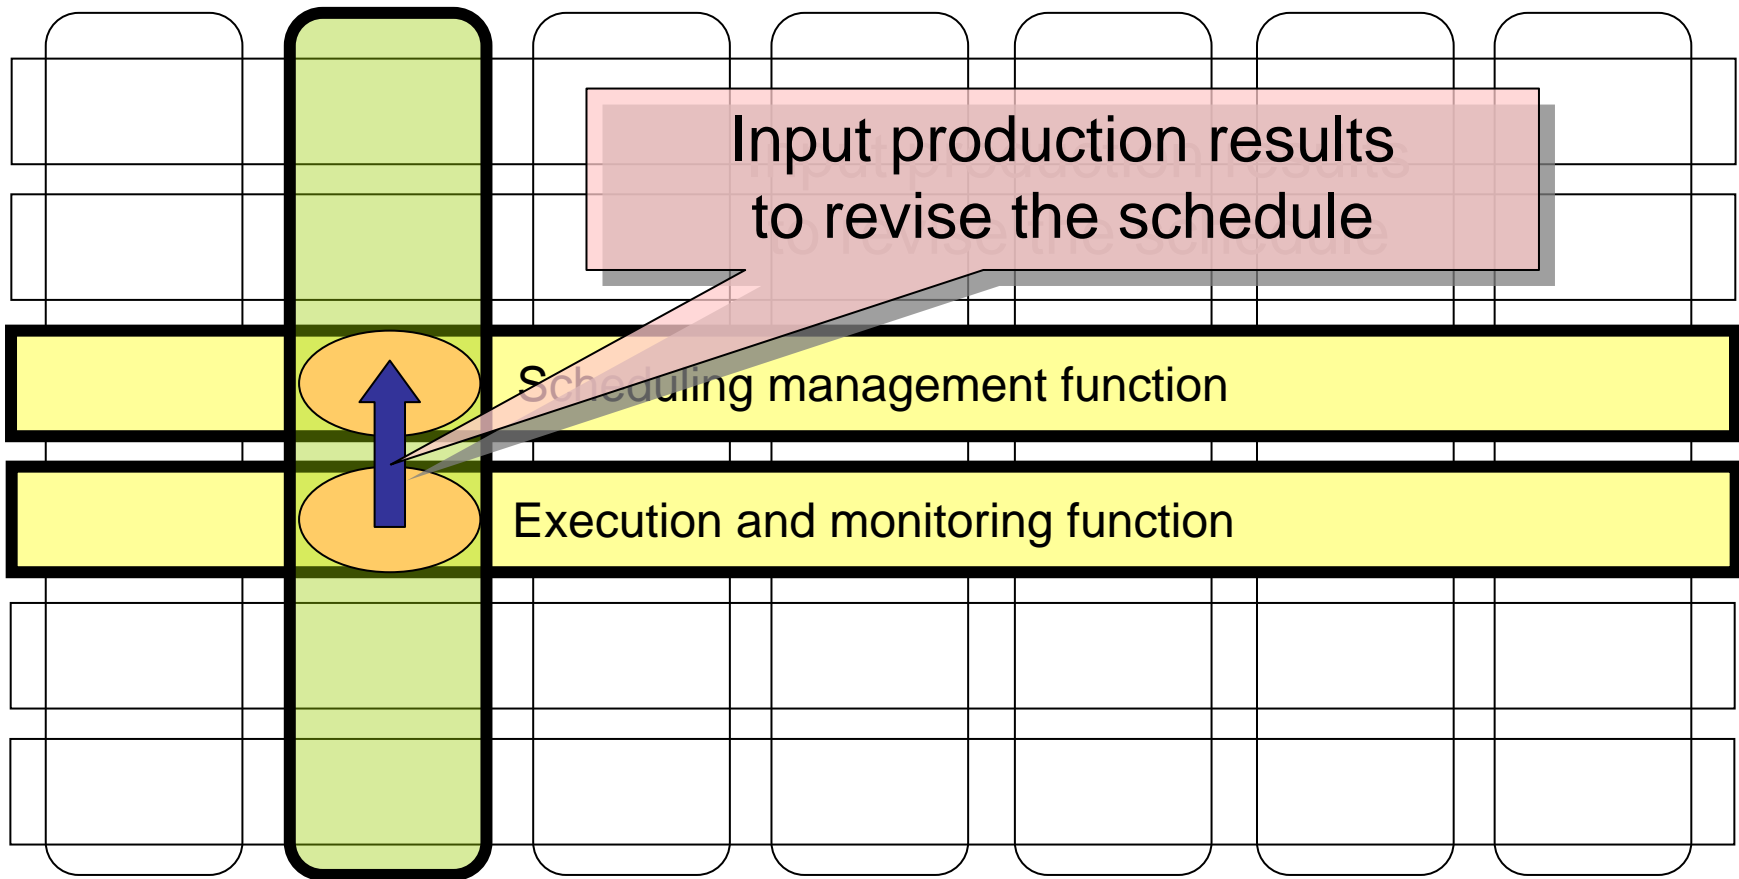 Input production results
to revise the schedule
Scheduling management function
Execution and monitoring function